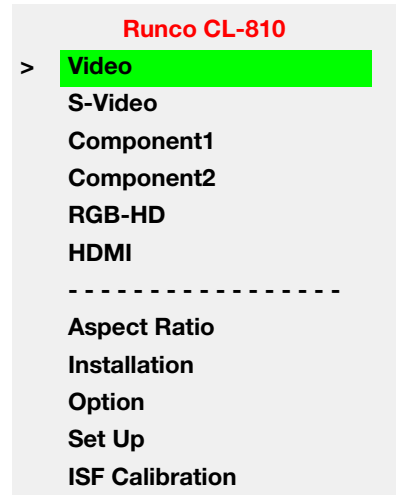 Runco CL-810
> Video
S-Video
Component1
Component2
RGB-HD
HDMI
- - - - - - - - - - - - - - - - -
Aspect Ratio
Installation
Option
Set Up
ISF Calibration